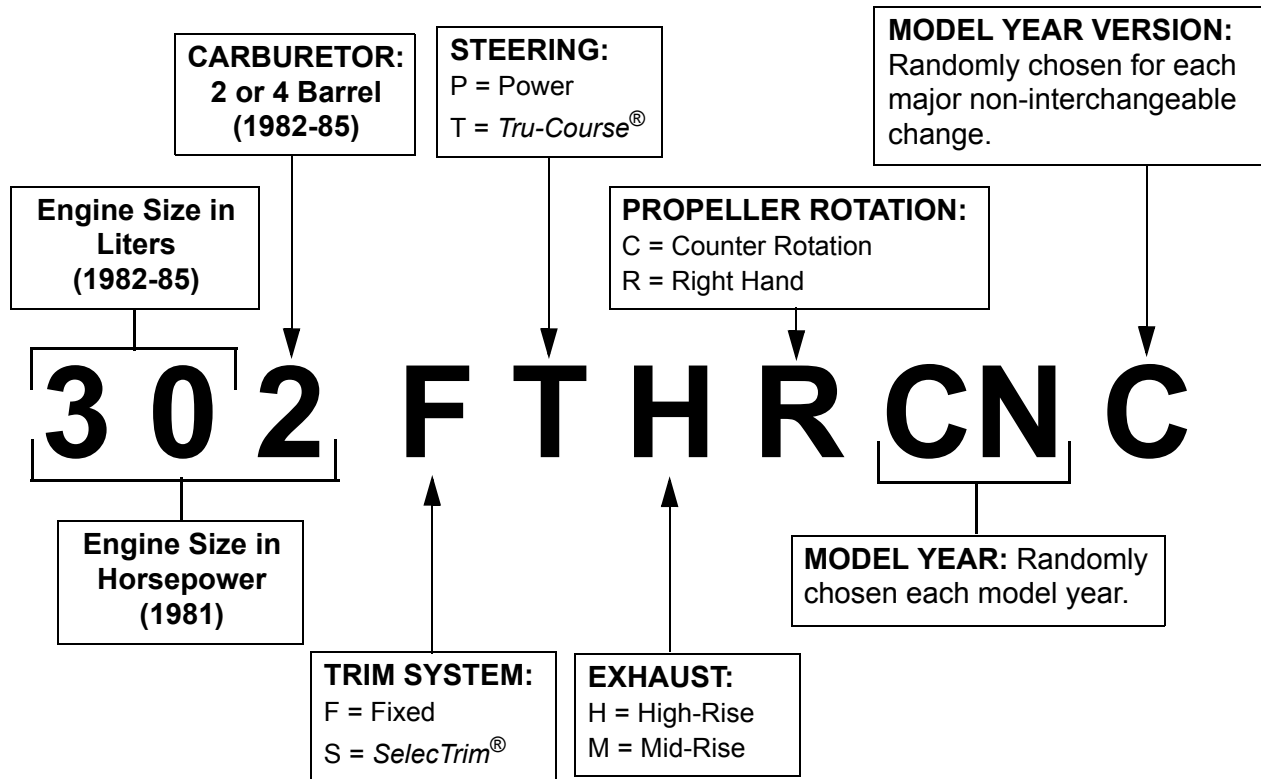 CARBURETOR:
2 or 4 Barrel
(1982-85)
STEERING:
P = Power
T = Tru-Course®
MODEL YEAR VERSION:
Randomly chosen for each
major non-interchangeable
change.
Engine Size in
Liters
(1982-85)
PROPELLER ROTATION:
C = Counter Rotation
R = Right Hand
3 0 2 F T H R CN C
Engine Size in
Horsepower
(1981)
MODEL YEAR: Randomly
chosen each model year.
TRIM SYSTEM:
F = Fixed
S = SelecTrim®
EXHAUST:
H = High-Rise
M = Mid-Rise